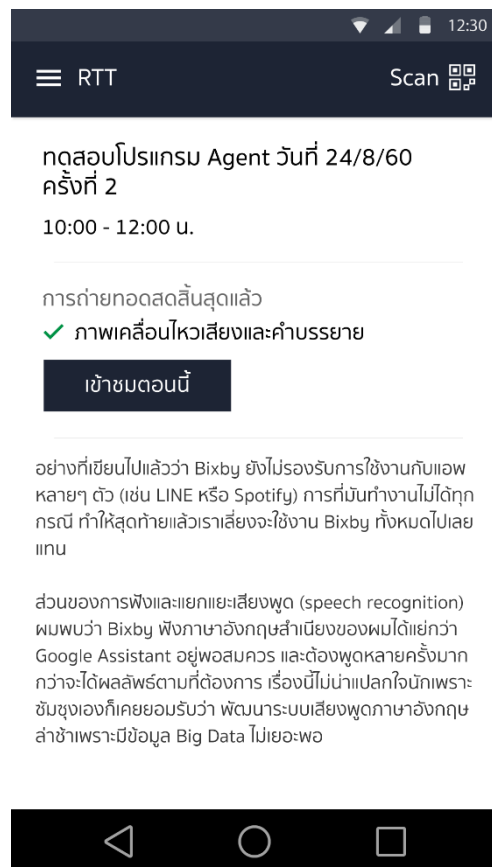 12:30
RTT Scan
ทดสอบโปรแกรม Agent วันที่ 24/8/60
ครั้งที่ 2
10:00 - 12:00 น.
การถ่ายทอดสดสิ้นสุดแล้ว
ภาพเคลื่อนไหวเสียงและคำบรรยาย
เข้าชมตอนนี้
อย่างที่เขียนไปแล้วว่า Bixby ยังไม่รองรับการใช้งานกับแอพ
หลายๆ ตัว (เช่น LINE หรือ Spotify) การที่มันทำงานไม่ได้ทุก
กรณี ทำให้สุดท้ายแล้วเราเลี่ยงจะใช้งาน Bixby ทั้งหมดไปเลย
แทน
ส่วนของการฟังและแยกแยะเสียงพูด (speech recognition)
ผมพบว่า Bixby ฟังภาษาอังกฤษสำเนียงของผมได้แย่กว่า
Google Assistant อยู่พอสมควร และต้องพูดหลายครั้งมาก
กว่าจะได้ผลลัพธ์ตามที่ต้องการ เรื่องนี้ไม่น่าแปลกใจนักเพราะ
ซัมซุงเองก็เคยยอมรับว่า พัฒนาระบบเสียงพูดภาษาอังกฤษ
ล่าช้าเพราะมีข้อมูล Big Data ไม่เยอะพอ